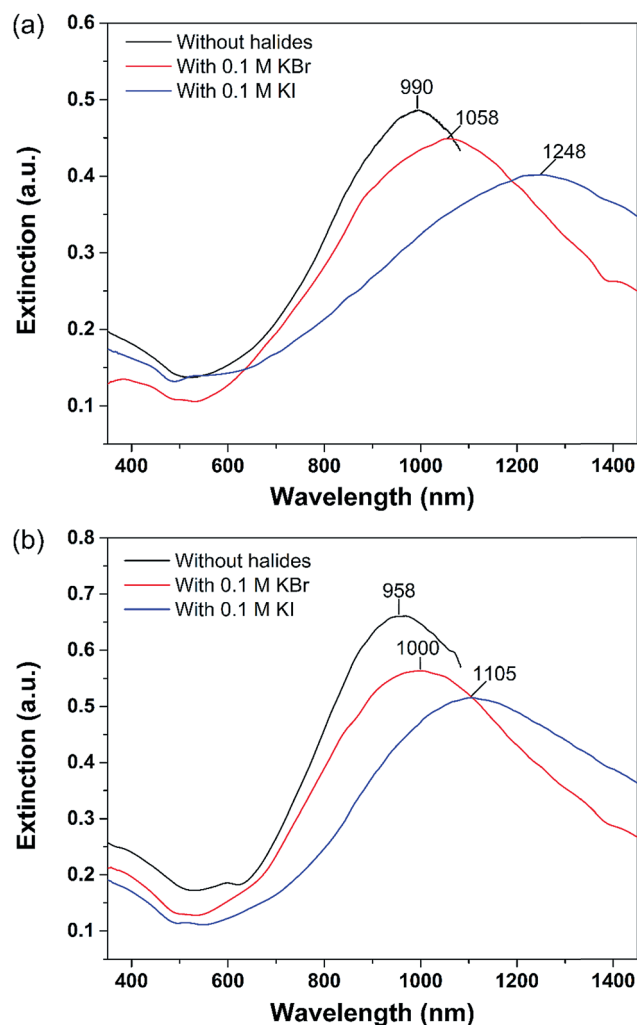 (a)
0.6
0.5
0.4
0.3
0.2
0.1
Extinction (a.u.)
Without halides
With 0.1 M KBr
With 0.1 M KI
990
1058
1248
400 600 800 1000 1200 1400
Wavelength (nm)
(b)
0.8
0.7
0.6
0.5
0.4
0.3
0.2
0.1
Extinction (a.u.)
Without halides
With 0.1 M KBr
With 0.1 M KI
958
1000
1105
400 600 800 1000 1200 1400
Wavelength (nm)